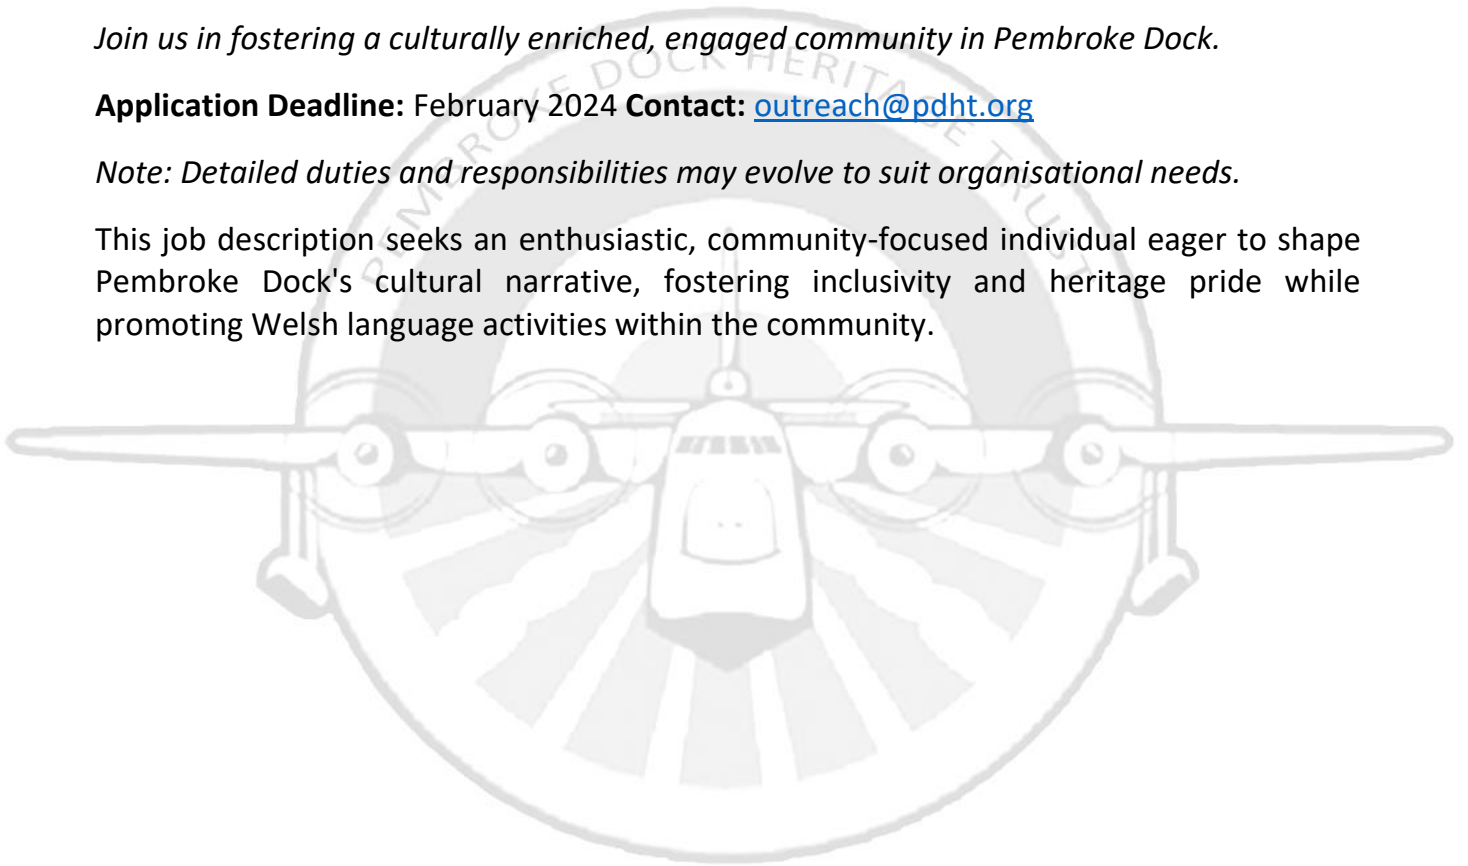 Join us in fostering a culturally enriched, engaged community in Pembroke Dock.
PEMBROKE DOCK HERITAGE TRUST
Application Deadline: February 2024 Contact: outreach@pdht.org
Note: Detailed duties and responsibilities may evolve to suit organisational needs.
This job description seeks an enthusiastic, community-focused individual eager to shape
Pembroke Dock's cultural narrative, fostering inclusivity and heritage pride while
promoting Welsh language activities within the community.